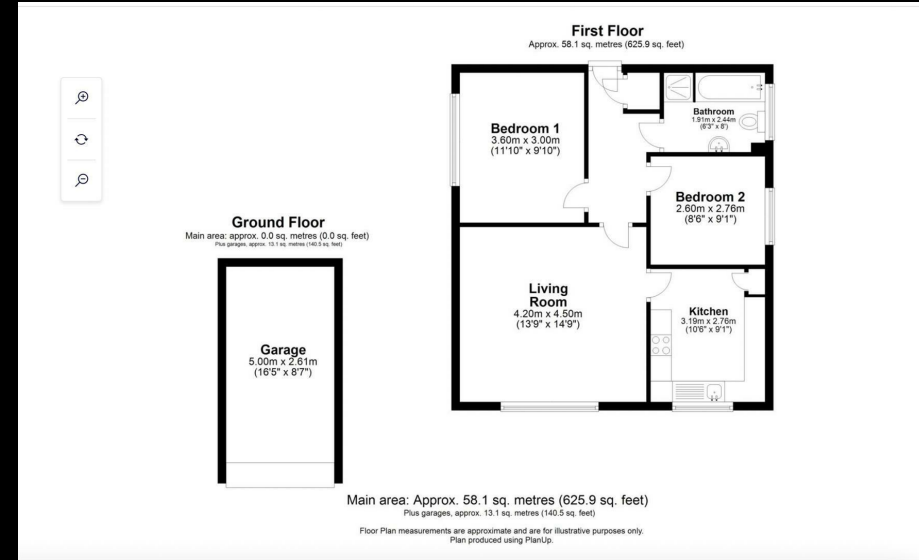 First Floor
Approx. 58.1 sq. metres (625.9 sq. feet)
Bedroom 1
3.60m x 3.00m
(11'10" x 9'10")
Bathroom
1.91m x 2.44m
(6'3" x 8')
Bedroom 2
2.60m x 2.76m
(8'6" x 9'1")
Ground Floor
Main area: approx. 0.0 sq. metres (0.0 sq. feet)
Plus garages, approx. 13.1 sq. metres (140.5 sq. feet)
Living
Room
4.20m x 4.50m
(13'9" x 14'9")
Kitchen
3.19m x 2.76m
(10'6" x 9'1")
Garage
5.00m x 2.61m
(16'5" x 8'7")
Main area: Approx. 58.1 sq. metres (625.9 sq. feet)
Plus garages, approx. 13.1 sq. metres (140.5 sq. feet)
Floor Plan measurements are approximate and are for illustrative purposes only.
Plan produced using PlanUp.